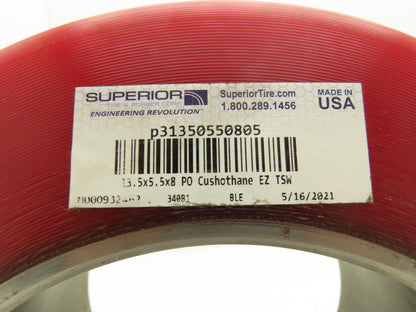 SUPERIOR
TIRE & RUBBER CORP.
ENGINEERING REVOLUTION
SuperiorTire.com
1.800.289.1456
MADE IN
USA
p31350550805
13.5x5.5x8 PO Cushothane EZ TSW
340B1 BLE 5/16/2021